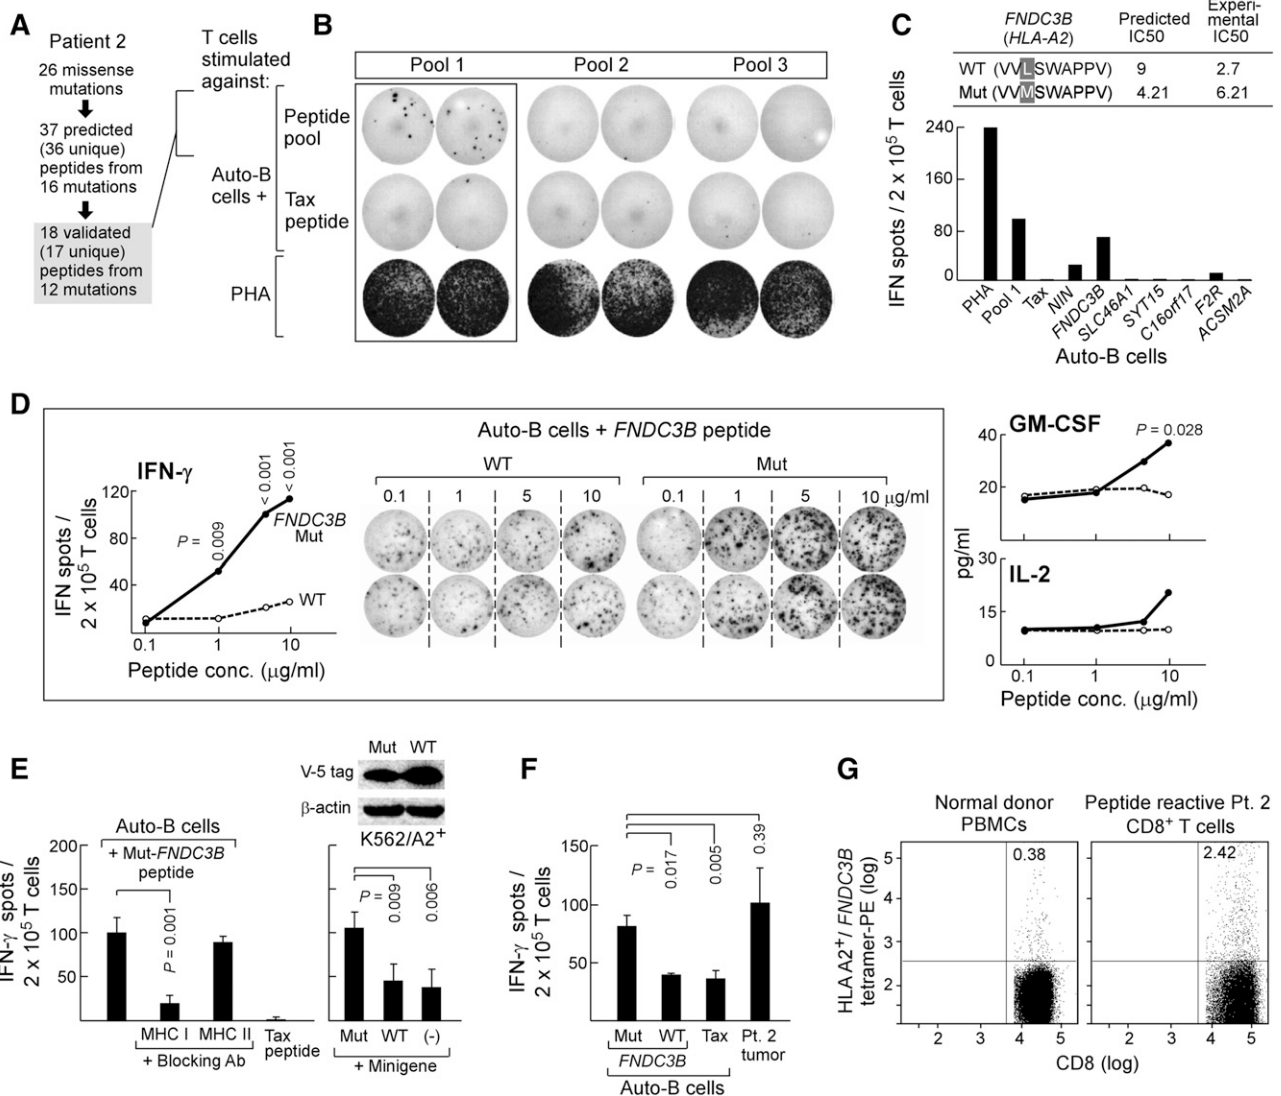 A
Patient 2
26 missense
mutations
37 predicted
(36 unique)
peptides from
16 mutations
18 validated
(17 unique)
peptides from
12 mutations
T cells
stimulated
against:
Auto-B
cells +
Peptide
pool
Tax
peptide
PHA
B
Pool 1 Pool 2 Pool 3
C
FNDC3B
(HLA-A2)
Predicted
IC50
Experi-
mental
IC50
WT (VVLSWAPPV) 9 2.7
Mut (VVMSWAPPV) 4.21 6.21
IFN spots / 2 x 10⁵ T cells
240
160
80
0
PHA
Pool 1
Tax
NIN
FNDC3B
SLC46A1
SYT15
C16orf17
F2R
ACSM2A
Auto-B cells
D
IFN-γ
IFN spots /
2 x 10⁵ T cells
120
80
40
P =
0.009
< 0.001
< 0.001
FNDC3B
Mut
WT
0.1 1 10
Peptide conc. (μg/ml)
Auto-B cells + FNDC3B peptide
WT Mut
0.1 1 5 10 0.1 1 5 10 μg/ml
GM-CSF
P = 0.028
40
20
pg/ml
IL-2
30
15
0
0.1 1 10
Peptide conc. (μg/ml)
E
Auto-B cells
+ Mut-FNDC3B
peptide
IFN-γ spots /
2 x 10⁵ T cells
200
150
100
50
P = 0.001
MHC I MHC II
+ Blocking Ab
Tax
peptide
Mut WT
V-5 tag
β-actin
K562/A2⁺
P =
0.009
0.006
Mut WT (-)
+ Minigene
F
IFN-γ spots /
2 x 10⁵ T cells
150
100
50
P =
0.017
0.005
0.39
Mut WT Tax
FNDC3B
Auto-B cells
Pt. 2
tumor
G
Normal donor
PBMCs
Peptide reactive Pt. 2
CD8⁺ T cells
HLA A2⁺/ FNDC3B
tetramer-PE (log)
5
4
3
2
0.38
2.42
2 3 4 5
2 3 4 5
CD8 (log)